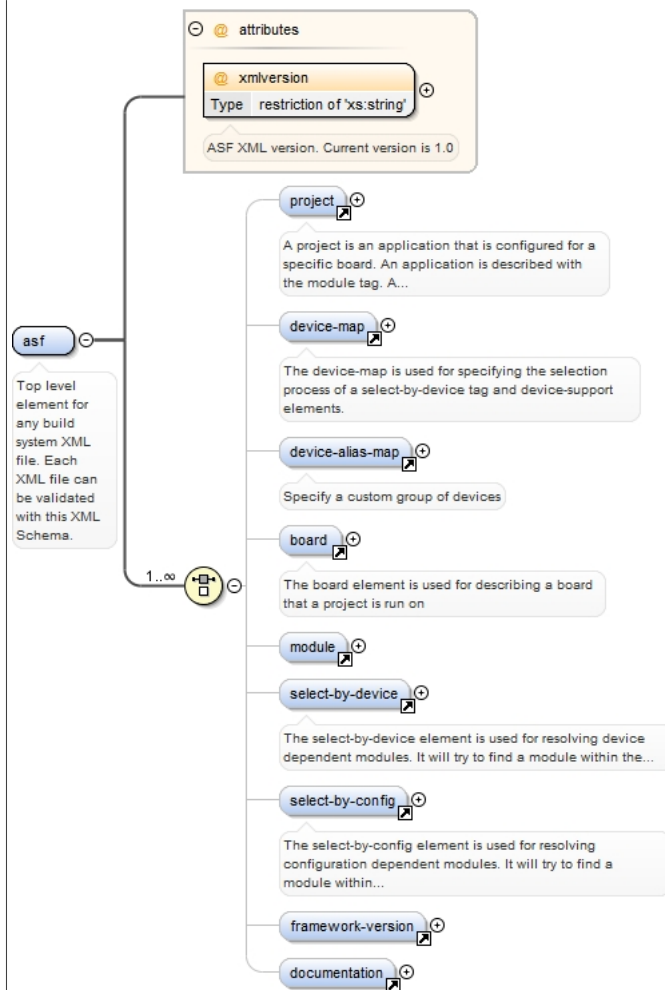 @ attributes
@ xmlversion
Type restriction of 'xs:string'
ASF XML version. Current version is 1.0
project
A project is an application that is configured for a
specific board. An application is described with
the module tag. A...
device-map
The device-map is used for specifying the selection
process of a select-by-device tag and device-support
elements.
asf
Top level
element for
any build
system XML
file. Each
XML file can
be validated
with this XML
Schema.
device-alias-map
Specify a custom group of devices
board
The board element is used for describing a board
that a project is run on
1..∞
module
select-by-device
The select-by-device element is used for resolving device
dependent modules. It will try to find a module within the...
select-by-config
The select-by-config element is used for resolving
configuration dependent modules. It will try to find a
module within...
framework-version
documentation